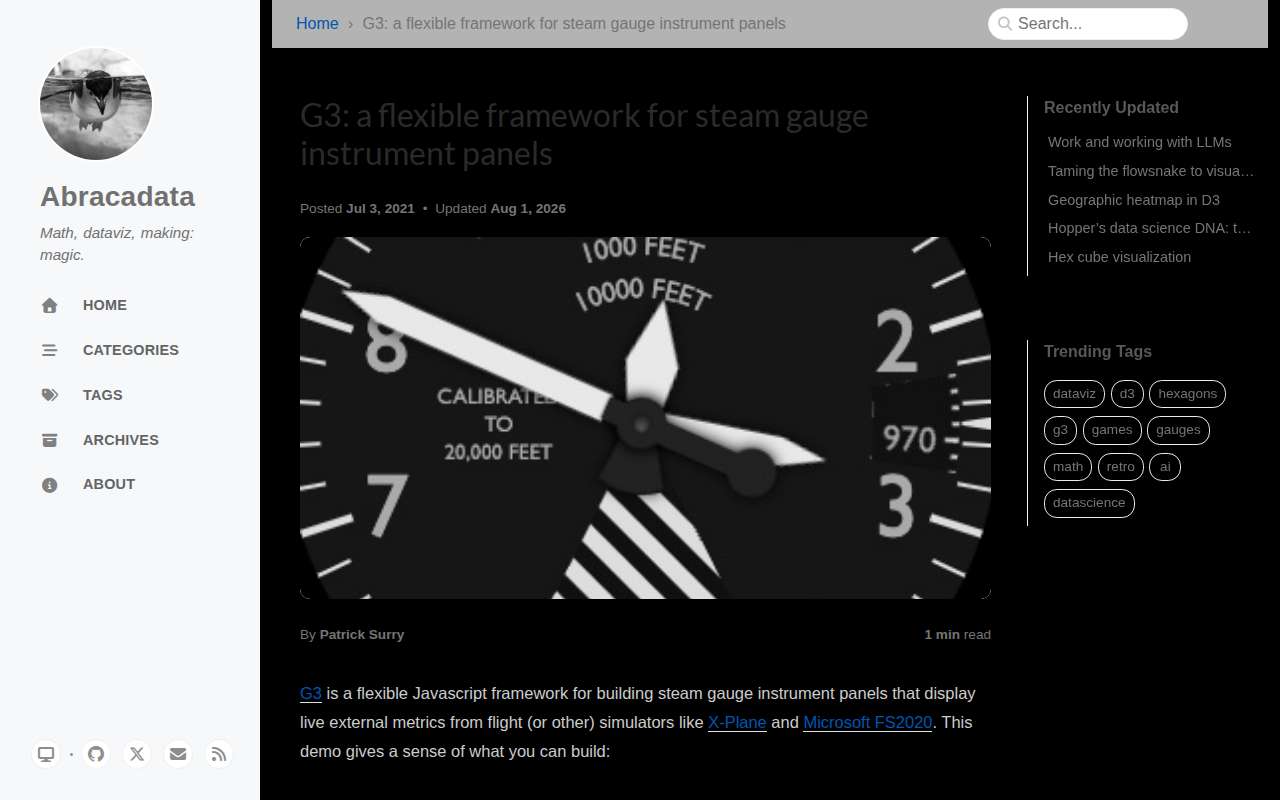 Abracadata
Math, dataviz, making:
magic.
HOME
CATEGORIES
TAGS
ARCHIVES
ABOUT
Home › G3: a flexible framework for steam gauge instrument panels
Search...
G3: a flexible framework for steam gauge
instrument panels
Posted Jul 3, 2021 • Updated Aug 1, 2026
1000 FEET
10000 FEET
8
2
CALIBRATED
TO
20,000 FEET
970
7
3
By Patrick Surry
1 min read
G3 is a flexible Javascript framework for building steam gauge instrument panels that display
live external metrics from flight (or other) simulators like X-Plane and Microsoft FS2020. This
demo gives a sense of what you can build:
Recently Updated
Work and working with LLMs
Taming the flowsnake to visua…
Geographic heatmap in D3
Hopper’s data science DNA: t…
Hex cube visualization
Trending Tags
dataviz d3 hexagons
g3 games gauges
math retro ai
datascience